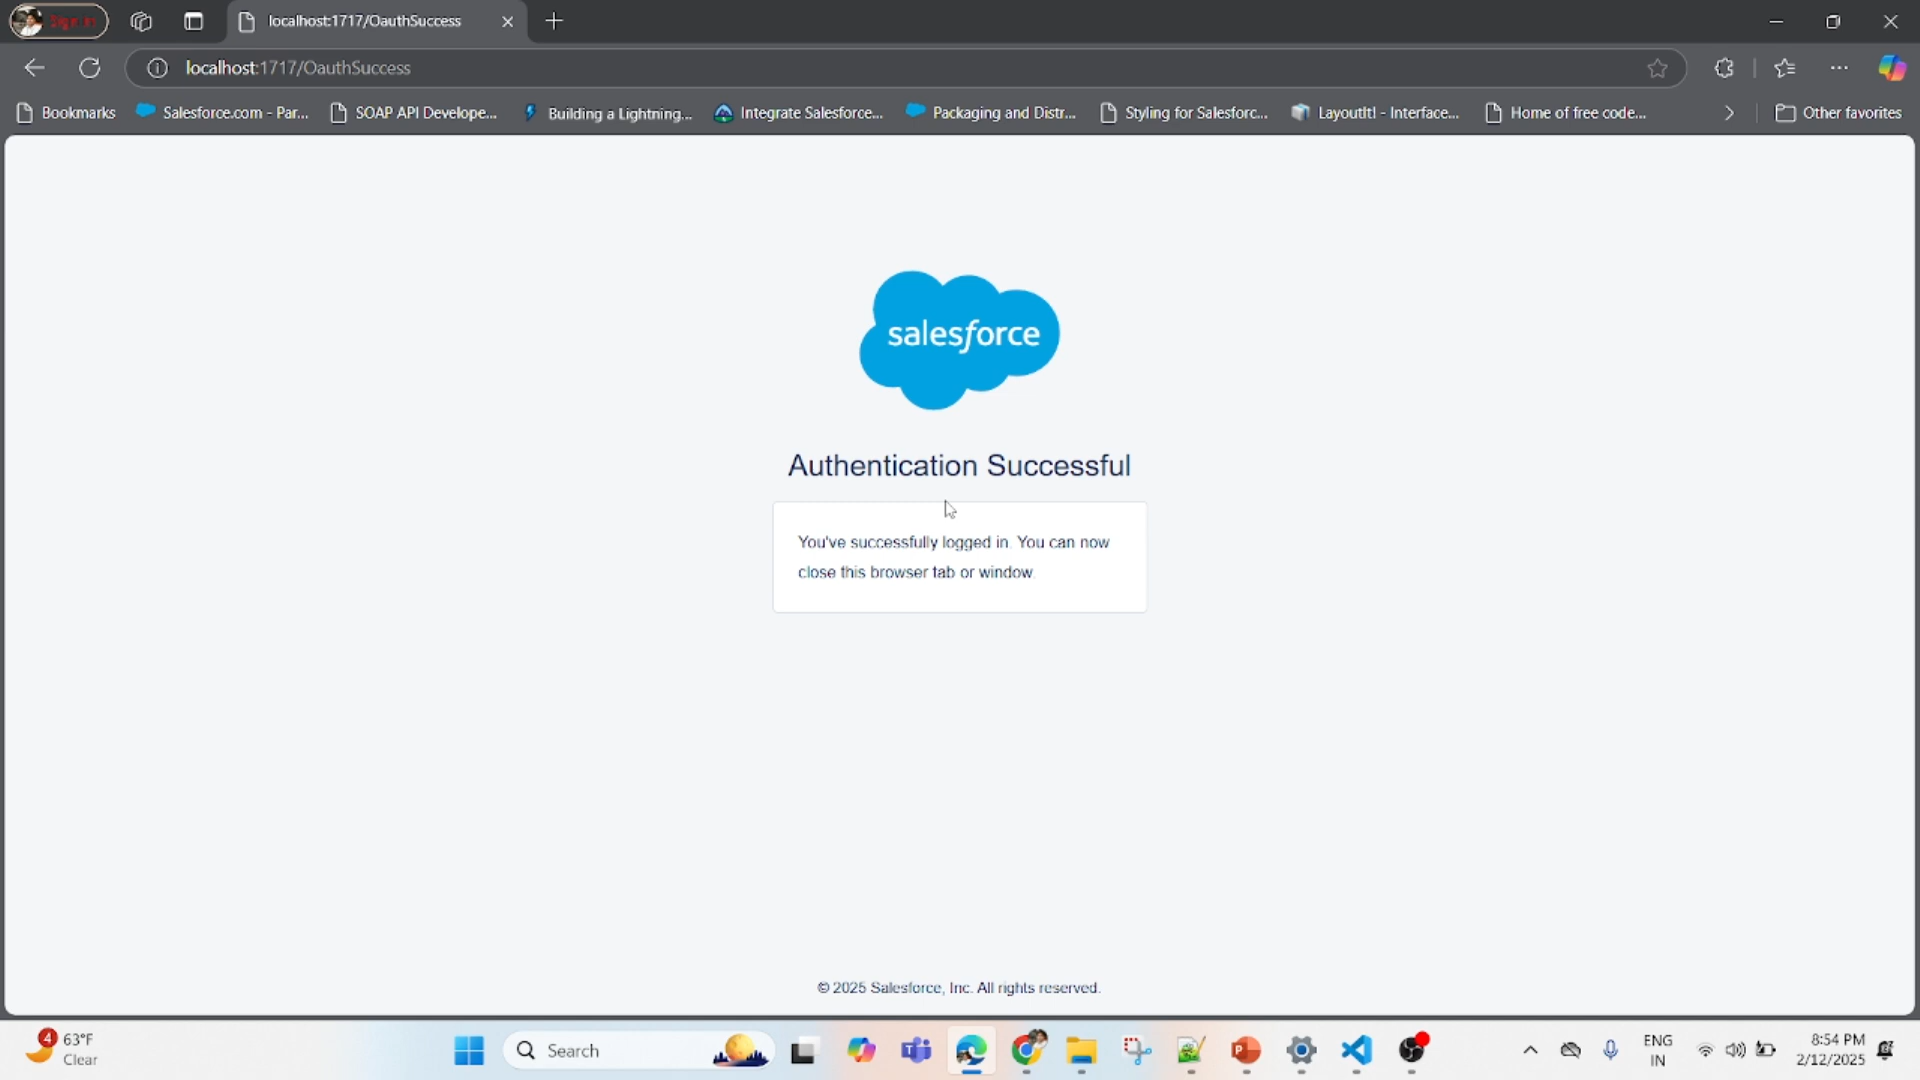 Sign in
localhost:1717/OauthSuccess
localhost:1717/OauthSuccess
Bookmarks
Salesforce.com - Par...
SOAP API Develope...
Building a Lightning...
Integrate Salesforce...
Packaging and Distr...
Styling for Salesforc...
LayoutIt! - Interface...
Home of free code...
Other favorites
salesforce
Authentication Successful
You've successfully logged in. You can now
close this browser tab or window.
© 2025 Salesforce, Inc. All rights reserved.
4
63°F
Clear
Search
ENG
IN
8:54 PM
2/12/2025